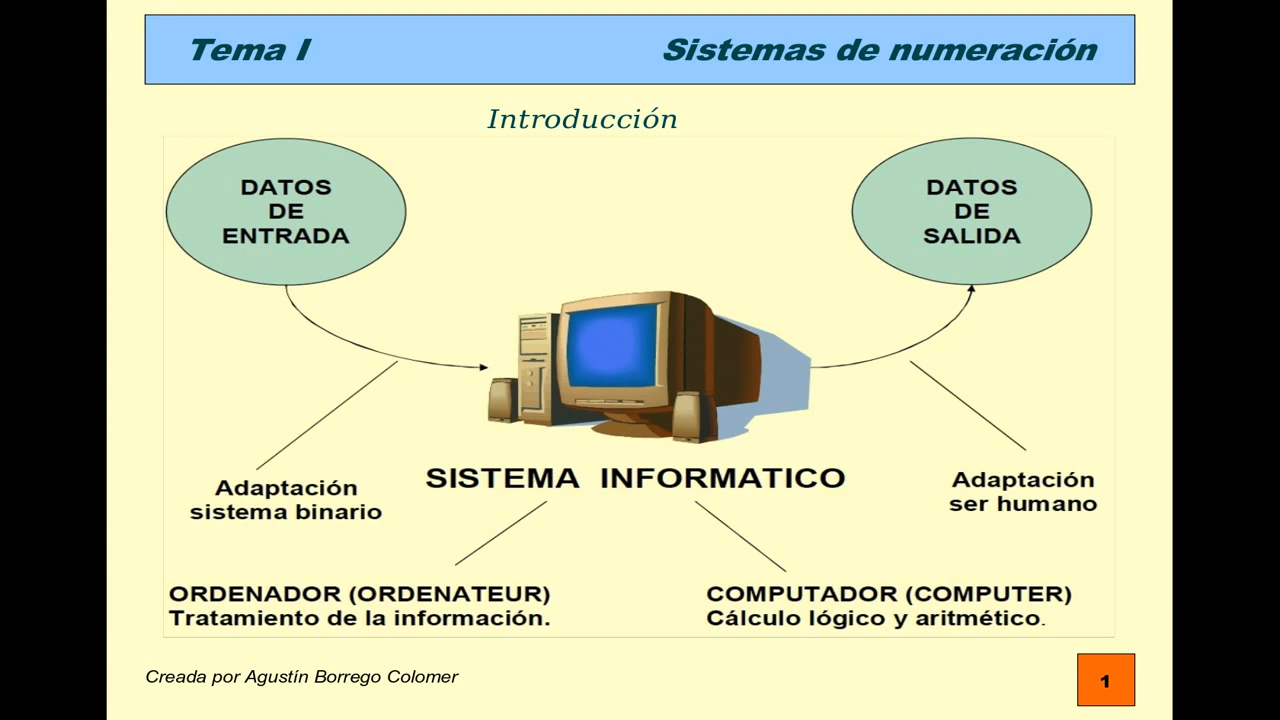 Tema I
Sistemas de numeración
Introducción
DATOS
DE
ENTRADA
DATOS
DE
SALIDA
SISTEMA INFORMATICO
Adaptación
sistema binario
Adaptación
ser humano
ORDENADOR (ORDENATEUR)
Tratamiento de la información.
COMPUTADOR (COMPUTER)
Cálculo lógico y aritmético.
Creada por Agustín Borrego Colomer
1